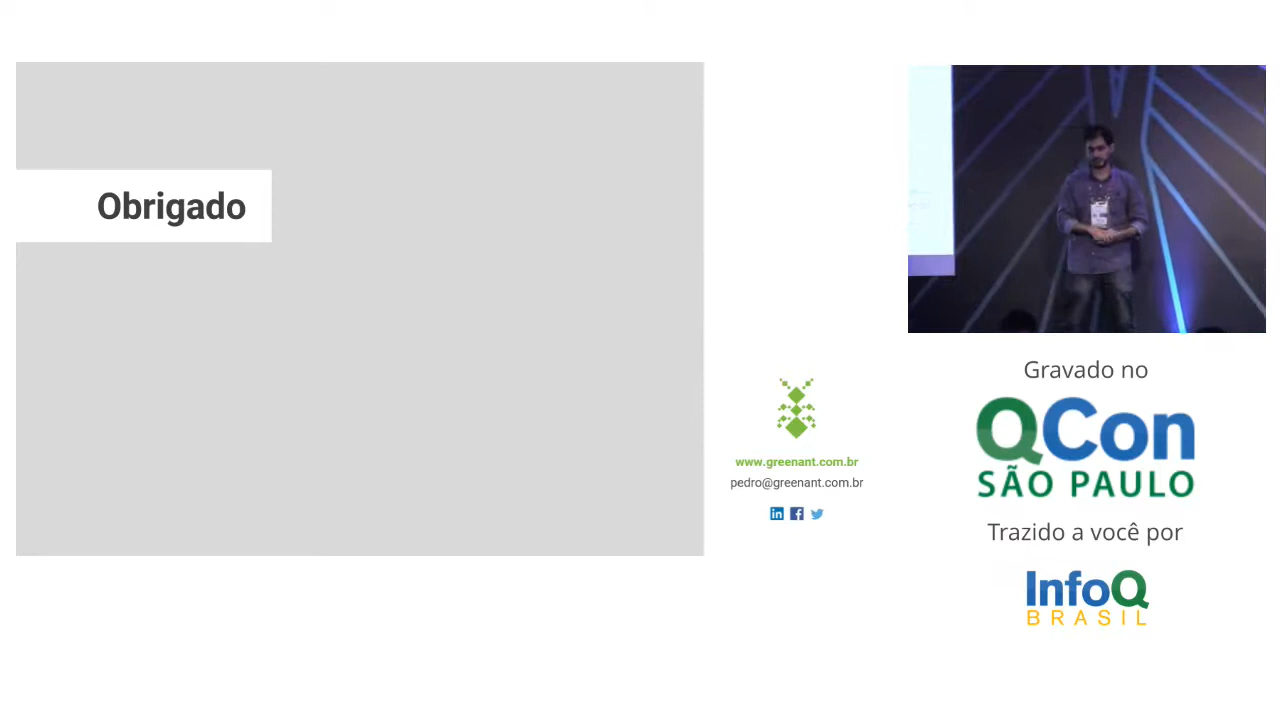 Obrigado
www.greenant.com.br
pedro@greenant.com.br
Gravado no
QCon
SÃO PAULO
Trazido a você por
InfoQ
BRASIL